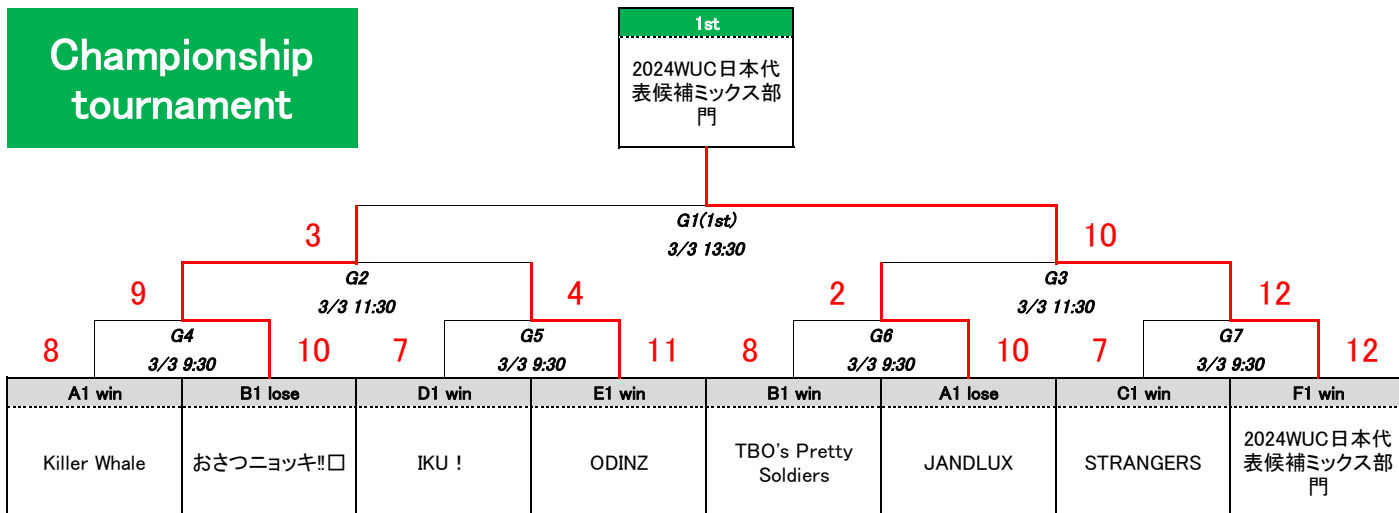 Championship
tournament
1st
2024WUC日本代
表候補ミックス部
門
G1(1st)
3/3 13:30
3
10
G2
3/3 11:30
G3
3/3 11:30
9
4
2
12
G4
3/3 9:30
G5
3/3 9:30
G6
3/3 9:30
G7
3/3 9:30
8
10
7
11
8
10
7
12
A1 win
B1 lose
D1 win
E1 win
B1 win
A1 lose
C1 win
F1 win
Killer Whale
おさつニョッキ‼□
IKU！
ODINZ
TBO's Pretty
Soldiers
JANDLUX
STRANGERS
2024WUC日本代
表候補ミックス部
門